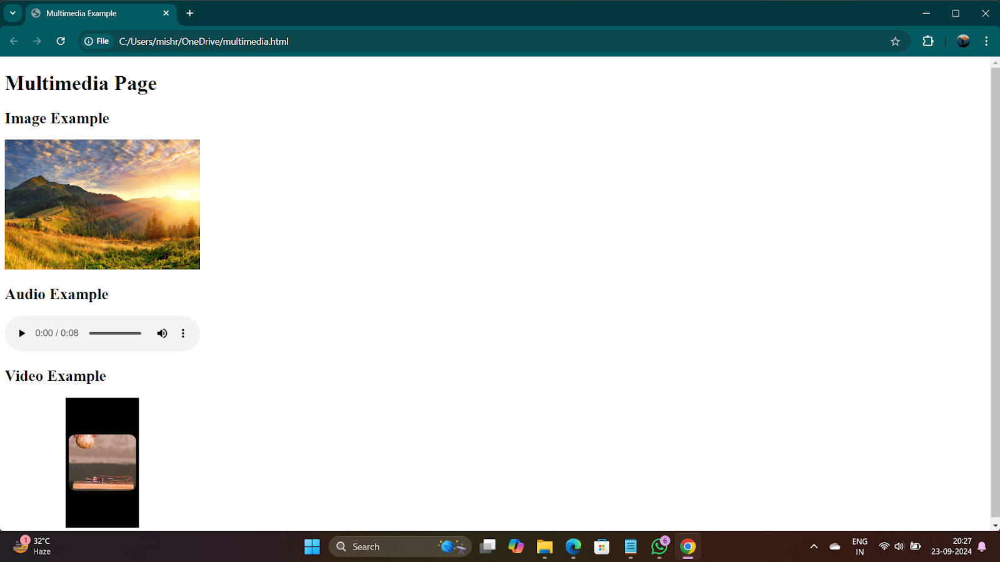 Multimedia Example
File C:/Users/mishr/OneDrive/multimedia.html
Multimedia Page
Image Example
Audio Example
0:00 / 0:08
Video Example
1
32°C
Haze
Search
6
ENG
IN
20:27
23-09-2024